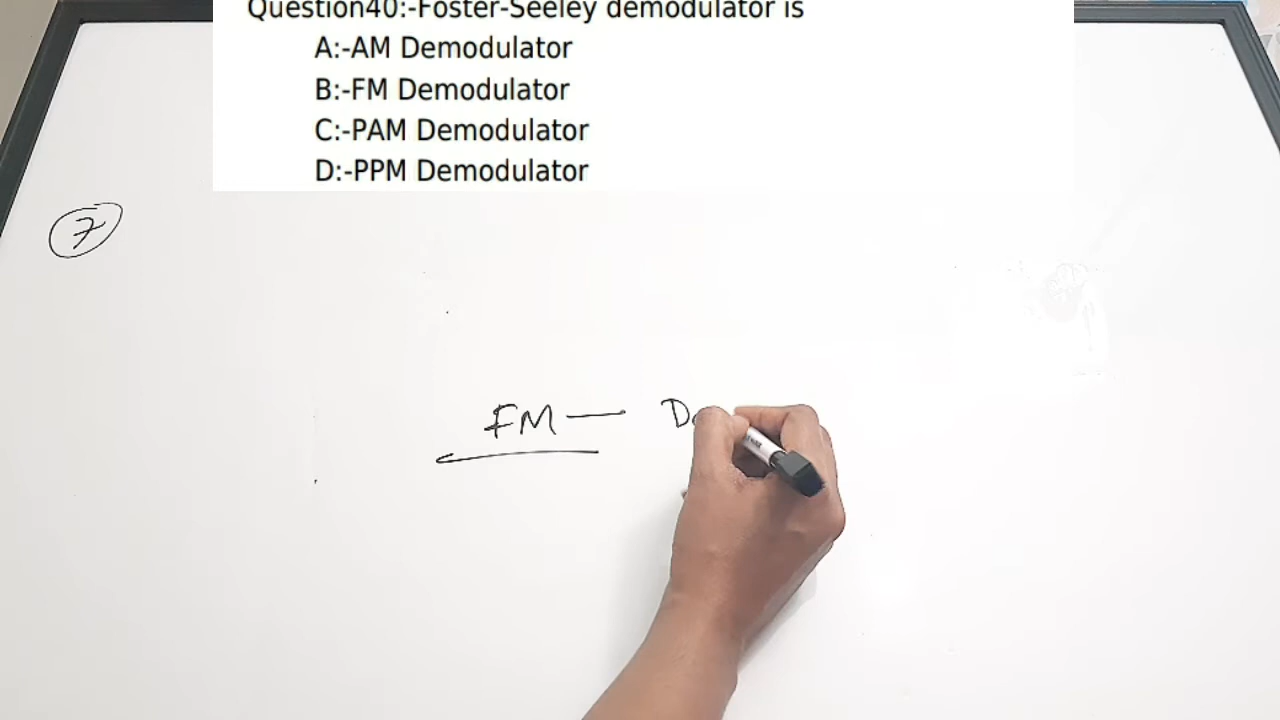 Question40:-Foster-Seeley demodulator is
A:-AM Demodulator
B:-FM Demodulator
C:-PAM Demodulator
D:-PPM Demodulator
7
FM — D